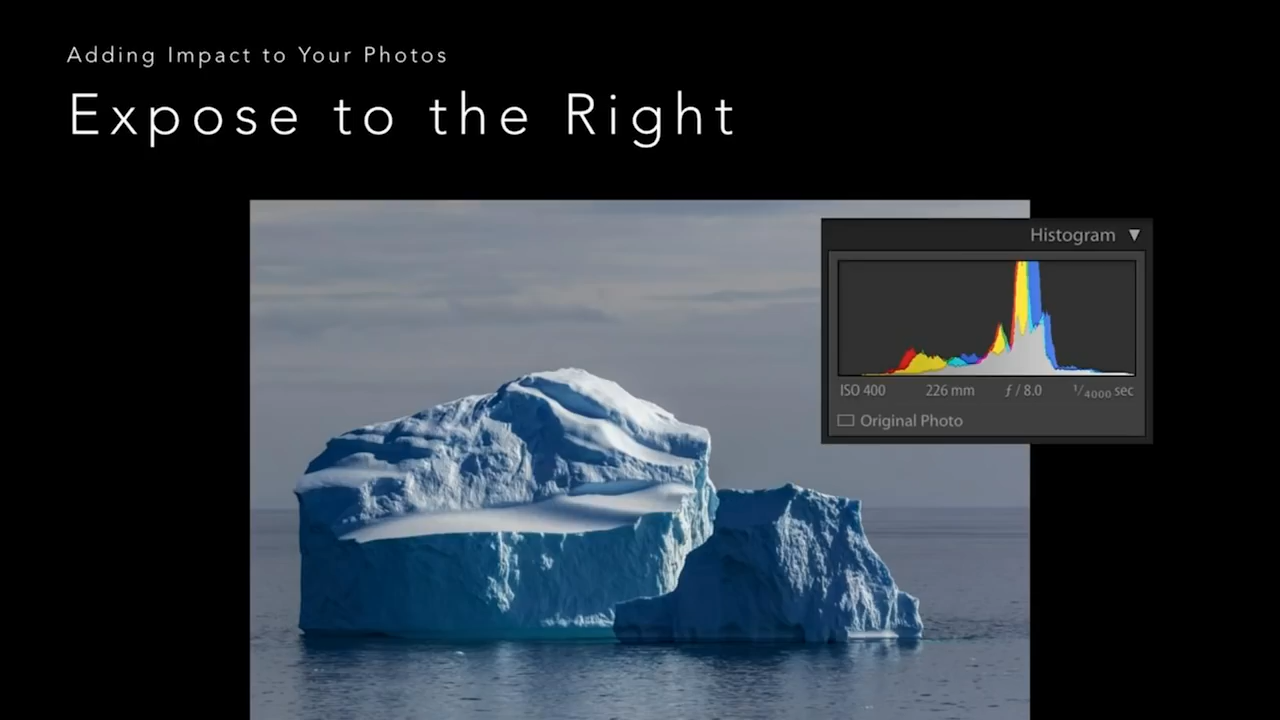 Adding Impact to Your Photos
Expose to the Right
Histogram ▼
ISO 400 226 mm ƒ / 8.0 1/4000 sec
Original Photo